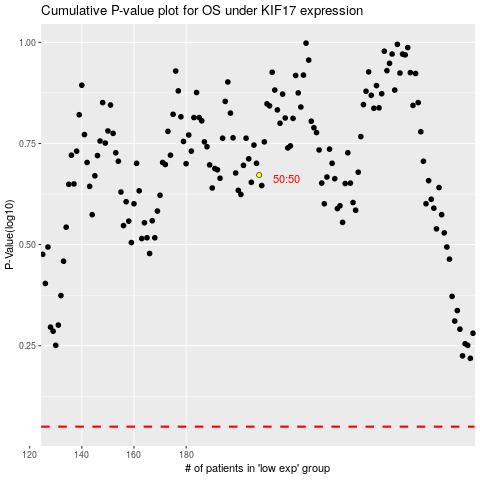 Cumulative P-value plot for OS under KIF17 expression
1.00
0.75
0.50
0.25
P-Value(log10)
50:50
120 140 160 180
# of patients in 'low exp' group